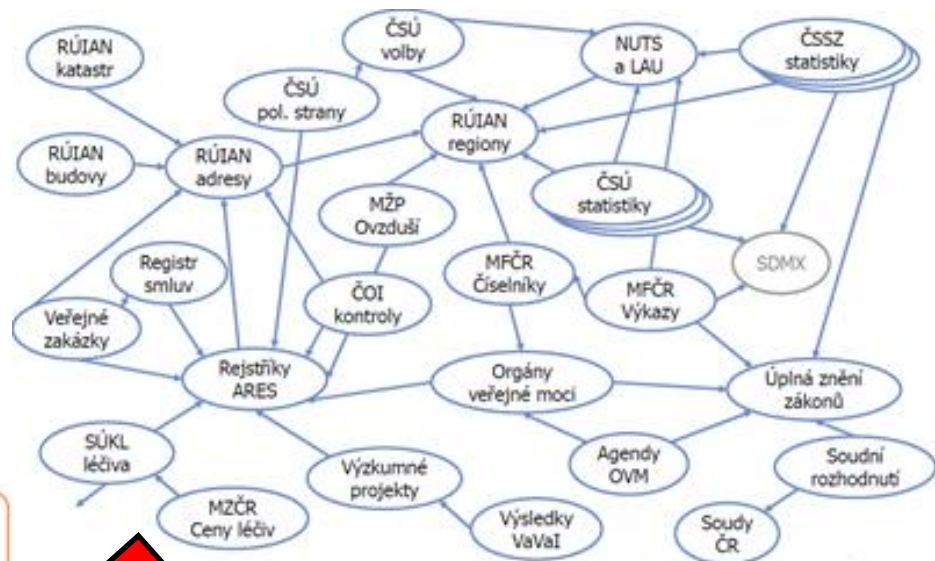 RÚIAN
katastr
ČSÚ
volby
NUTS
a LAU
ČSSZ
statistiky
ČSÚ
pol. strany
RÚIAN
regiony
RÚIAN
budovy
RÚIAN
adresy
ČSÚ
statistiky
MŽP
Ovzduší
Registr
smluv
MFČR
Číselníky
SDMX
ČOI
kontroly
MFČR
Výkazy
Veřejné
zakázky
Rejstříky
ARES
Orgány
veřejné moci
Úplná znění
zákonů
SÚKL
léčiva
Výzkumné
projekty
Agendy
OVM
Soudní
rozhodnutí
MZČR
Ceny léčiv
Výsledky
VaVaI
Soudy
ČR